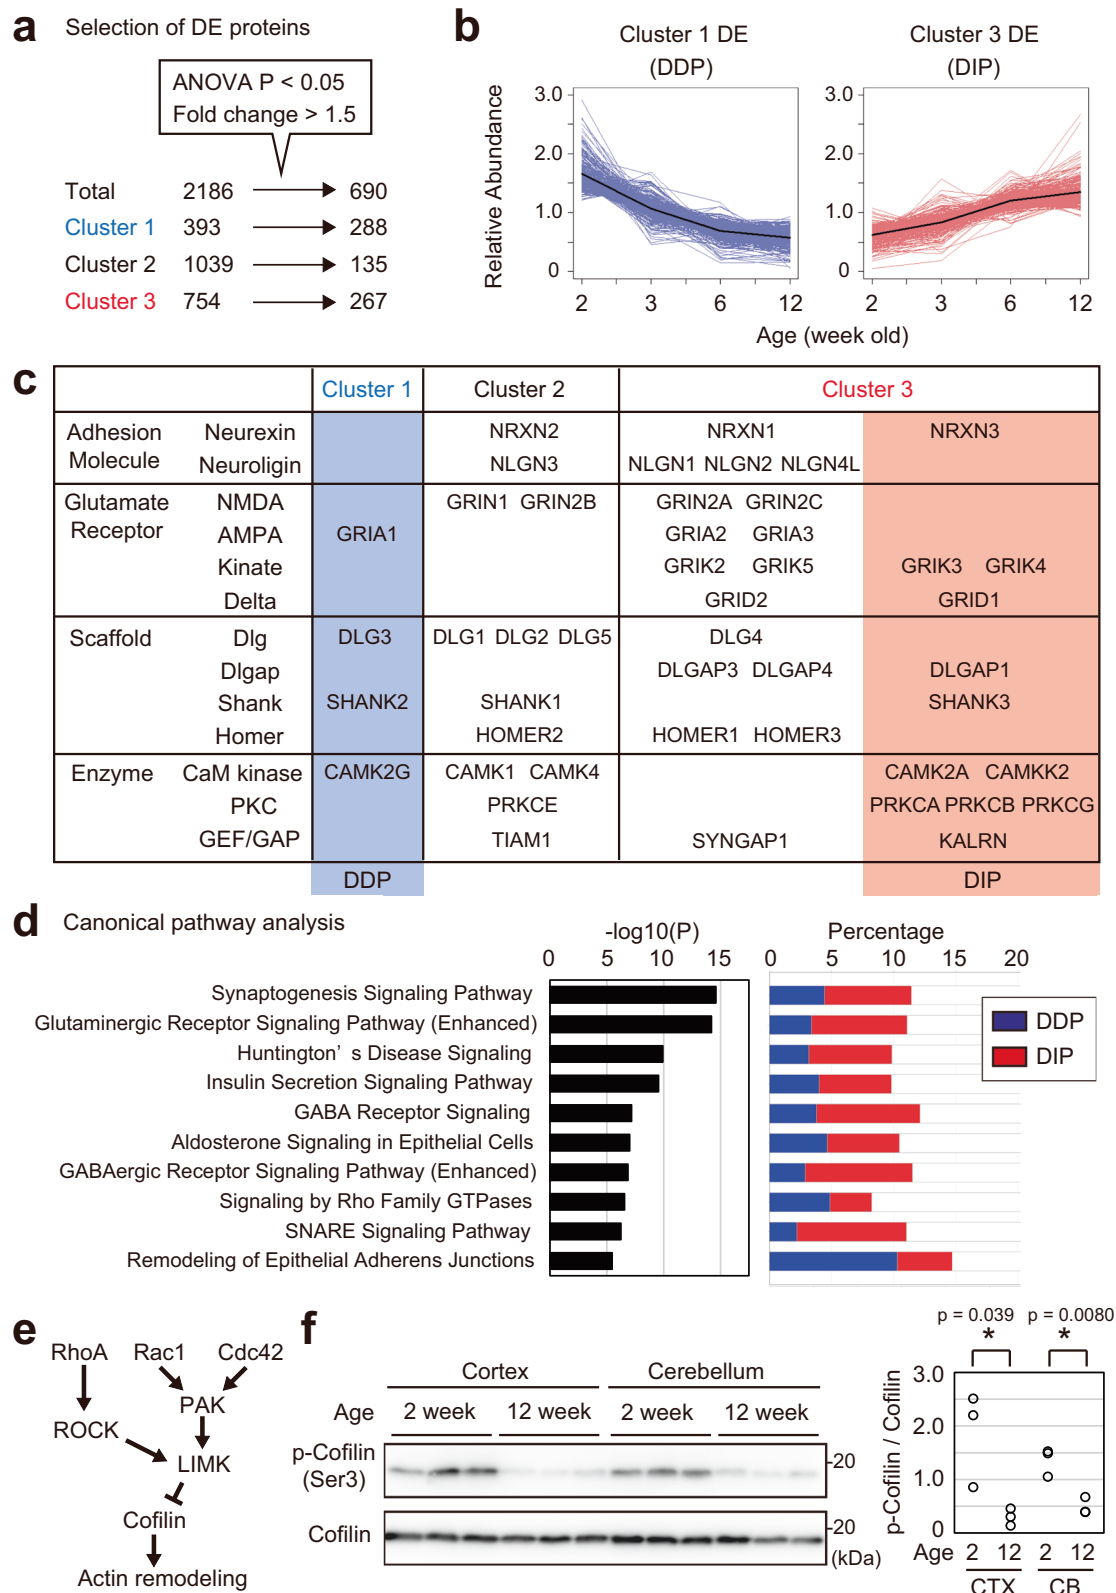 a Selection of DE proteins
ANOVA P < 0.05
Fold change > 1.5
Total 2186 690
Cluster 1 393 288
Cluster 2 1039 135
Cluster 3 754 267
b Cluster 1 DE (DDP)
Cluster 3 DE (DIP)
Relative Abundance
3.0
2.0
1.0
0
2 3 6 12
3.0
2.0
1.0
0
2 3 6 12
Age (week old)
c Cluster 1 Cluster 2 Cluster 3
Adhesion Molecule
Neurexin NRXN2 NRXN1 NRXN3
Neuroligin NLGN3 NLGN1 NLGN2 NLGN4L
Glutamate Receptor
NMDA GRIN1 GRIN2B GRIN2A GRIN2C
AMPA GRIA1 GRIA2 GRIA3
Kinate GRIK2 GRIK5 GRIK3 GRIK4
Delta GRID2 GRID1
Scaffold Dlg DLG3 DLG1 DLG2 DLG5 DLG4
Dlgap DLGAP3 DLGAP4 DLGAP1
Shank SHANK2 SHANK1 SHANK3
Homer HOMER2 HOMER1 HOMER3
Enzyme CaM kinase CAMK2G CAMK1 CAMK4 CAMK2A CAMKK2
PKC PRKCE PRKCA PRKCB PRKCG
GEF/GAP TIAM1 SYNGAP1 KALRN
DDP DIP
d Canonical pathway analysis
-log10(P) Percentage
0 5 10 15 0 5 10 15 20
Synaptogenesis Signaling Pathway
Glutaminergic Receptor Signaling Pathway (Enhanced)
Huntington's Disease Signaling
Insulin Secretion Signaling Pathway
GABA Receptor Signaling
Aldosterone Signaling in Epithelial Cells
GABAergic Receptor Signaling Pathway (Enhanced)
Signaling by Rho Family GTPases
SNARE Signaling Pathway
Remodeling of Epithelial Adherens Junctions
DDP
DIP
e
RhoA Rac1 Cdc42
PAK
ROCK
LIMK
Cofilin
Actin remodeling
f
Cortex Cerebellum
Age 2 week 12 week 2 week 12 week
p-Cofilin (Ser3)
20
Cofilin
20
(kDa)
p = 0.039 p = 0.0080
* *
p-Cofilin / Cofilin
3.0
2.0
1.0
0
Age 2 12 2 12
CTX CB